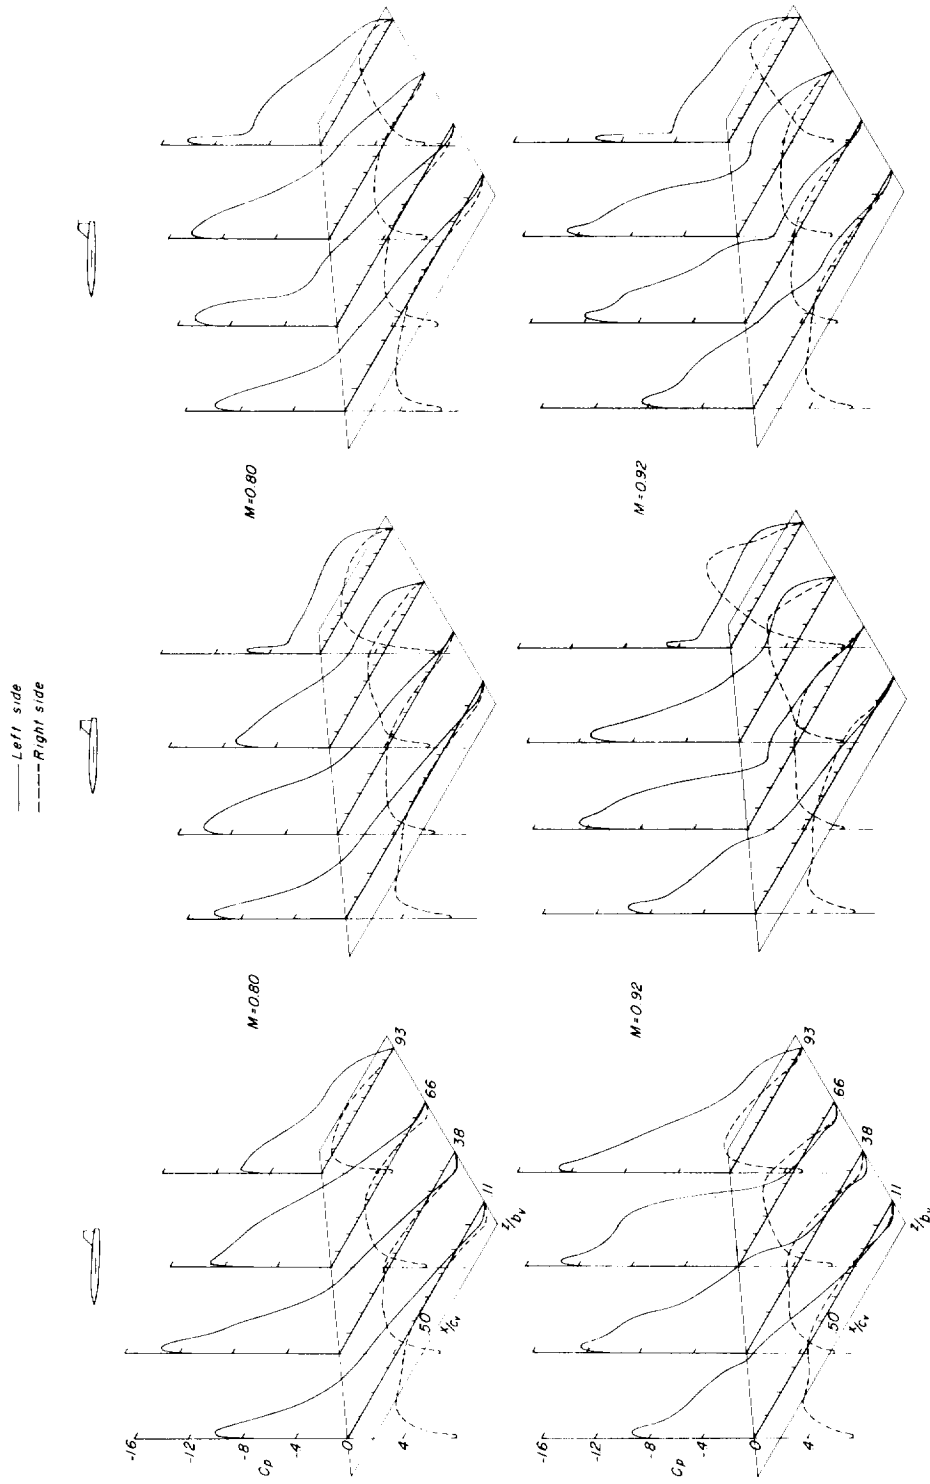 Left side
Right side
M=0.80
M=0.80
-16
-12
-8
Cp
-4
-0
4
50
x/cv
z/bv
11
38
66
93
M=0.92
M=0.92
-16
-12
-8
Cp
-4
0
4
50
x/cv
z/bv
11
38
66
93